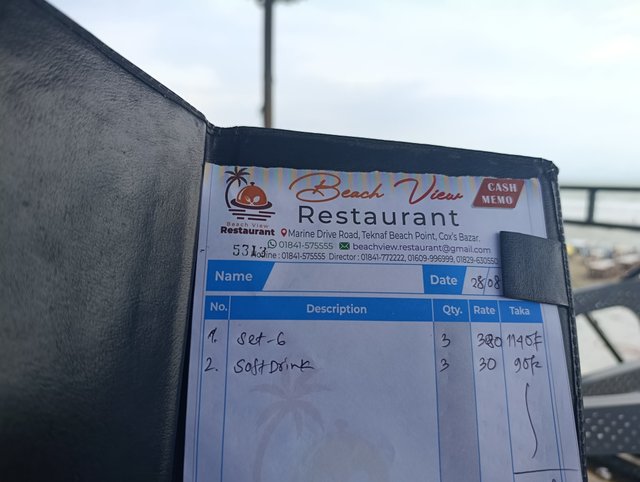 Beach View
CASH
MEMO
Restaurant
Beach View
Restaurant
Marine Drive Road, Teknaf Beach Point, Cox's Bazar.
5313
01841-575555 beachview.restaurant@gmail.com
: 01841-575555 Director : 01841-772222, 01609-996999, 01829-630550
Name Date 28/08
No. Description Qty. Rate Taka
1. Set-6 3 380 1140/-
2. Soft Drink 3 30 90/-